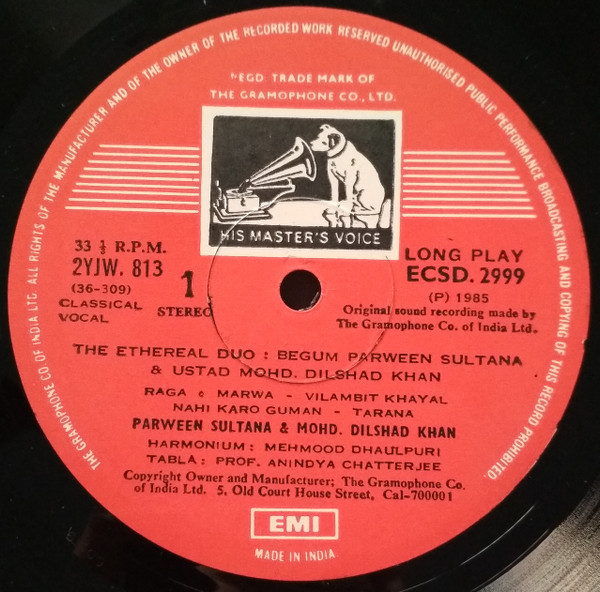 THE GRAMOPHONE CO OF INDIA LTD. ALL RIGHTS OF THE MANUFACTURER AND OF THE OWNER OF THE RECORDED WORK RESERVED UNAUTHORISED PUBLIC PERFORMANCE BROADCASTING AND COPYING OF THIS RECORD PROHIBITED.
REGD TRADE MARK OF
THE GRAMOPHONE CO., LTD.
HIS MASTER'S VOICE
33 ⅓ R.P.M.
2YJW. 813
(36-309)
CLASSICAL
VOCAL
1
STEREO
LONG PLAY
ECSD. 2999
(P) 1985
Original sound recording made by
The Gramophone Co. of India Ltd.
THE ETHEREAL DUO : BEGUM PARWEEN SULTANA
& USTAD MOHD. DILSHAD KHAN
RAGA : MARWA - VILAMBIT KHAYAL
NAHI KARO GUMAN - TARANA
PARWEEN SULTANA & MOHD. DILSHAD KHAN
HARMONIUM: MEHMOOD DHAULPURI
TABLA: PROF. ANINDYA CHATTERJEE
Copyright Owner and Manufacturer; The Gramophone Co.
of India Ltd. 5, Old Court House Street, Cal-700001
EMI
MADE IN INDIA